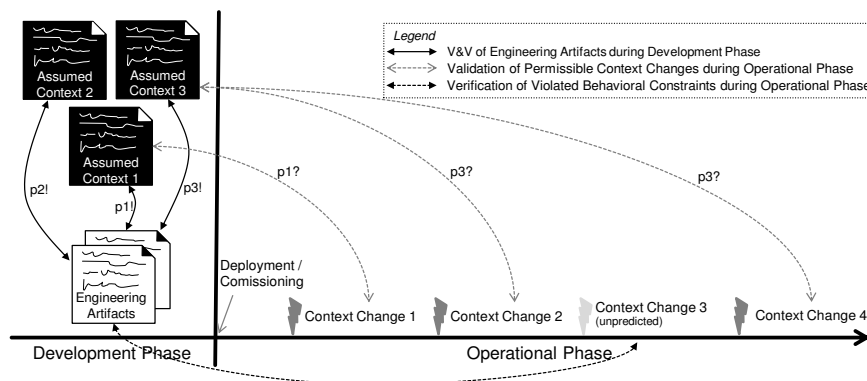 Legend
V&V of Engineering Artifacts during Development Phase
Validation of Permissible Context Changes during Operational Phase
Verification of Violated Behavioral Constraints during Operational Phase
Assumed
Context 2
Assumed
Context 3
Assumed
Context 1
p2!
p1!
p3!
p1?
p3?
p3?
Engineering
Artifacts
Deployment /
Comissioning
Context Change 1
Context Change 2
Context Change 3
(unpredicted)
Context Change 4
Development Phase
Operational Phase